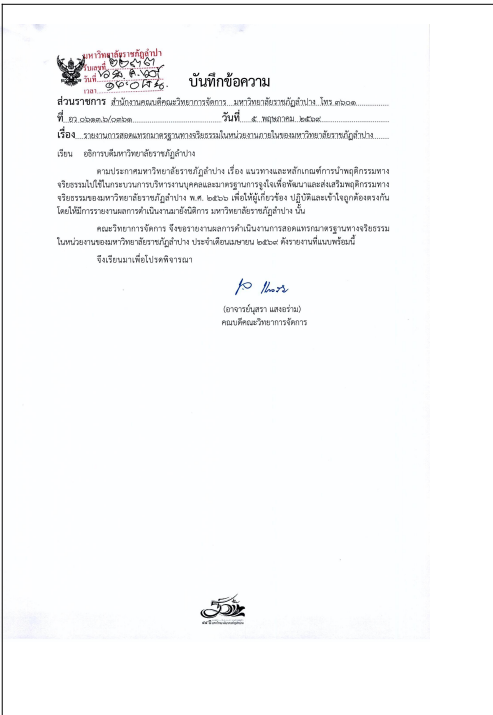 มหาวิทยาลัยราชภัฏลำปาง
รับเลขที่
วันที่
เวลา
บันทึกข้อความ
ส่วนราชการ สำนักงานคณบดีคณะวิทยาการจัดการ มหาวิทยาลัยราชภัฏลำปาง โทร ๓๖๐๑
ที่ อว ๐๖๑๓.๖/๐๓๖๑ วันที่ ๕ พฤษภาคม ๒๕๖๙
เรื่อง รายงานการสอดแทรกมาตรฐานทางจริยธรรมในหน่วยงานภายในของมหาวิทยาลัยราชภัฏลำปาง
เรียน อธิการบดีมหาวิทยาลัยราชภัฏลำปาง
ตามประกาศมหาวิทยาลัยราชภัฏลำปาง เรื่อง แนวทางและหลักเกณฑ์การนำพฤติกรรมทาง
จริยธรรมไปใช้ในกระบวนการบริหารงานบุคคลและมาตรฐานการจูงใจเพื่อพัฒนาและส่งเสริมพฤติกรรมทาง
จริยธรรมของมหาวิทยาลัยราชภัฏลำปาง พ.ศ. ๒๕๖๖ เพื่อให้ผู้เกี่ยวข้อง ปฏิบัติและเข้าใจถูกต้องตรงกัน
โดยให้มีการรายงานผลการดำเนินงานมายังนิติการ มหาวิทยาลัยราชภัฏลำปาง นั้น
คณะวิทยาการจัดการ จึงขอรายงานผลการดำเนินงานการสอดแทรกมาตรฐานทางจริยธรรม
ในหน่วยงานของมหาวิทยาลัยราชภัฏลำปาง ประจำเดือนเมษายน ๒๕๖๙ ดังรายงานที่แนบพร้อมนี้
จึงเรียนมาเพื่อโปรดพิจารณา
(อาจารย์นุสรา แสงอร่าม)
คณบดีคณะวิทยาการจัดการ